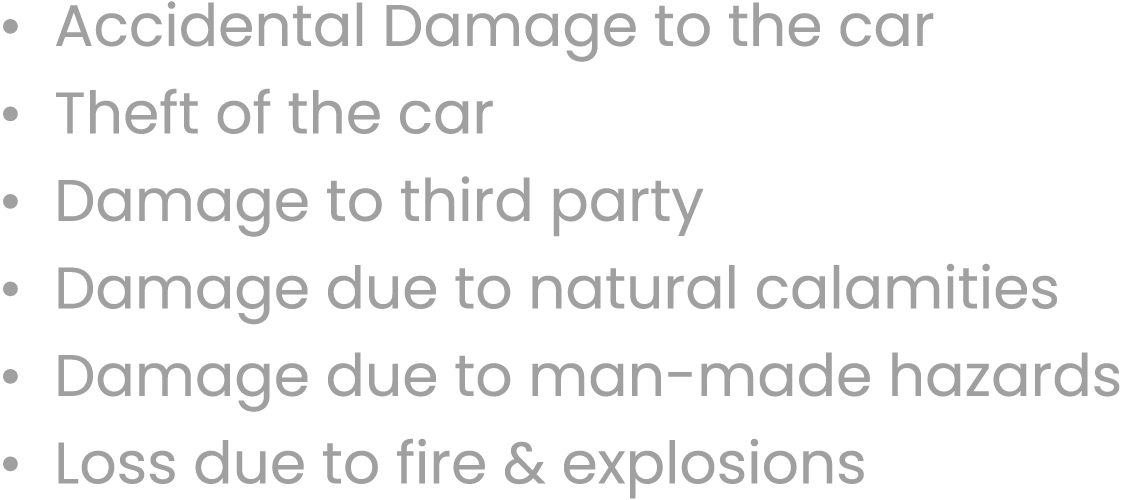 • Accidental Damage to the car
• Theft of the car
• Damage to third party
• Damage due to natural calamities
• Damage due to man-made hazards
• Loss due to fire & explosions